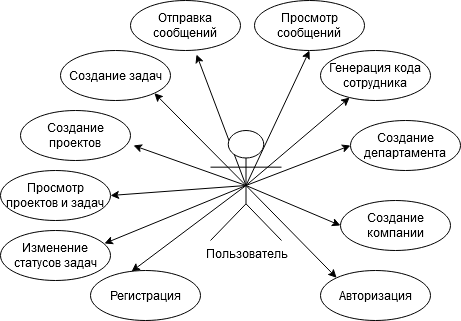 Отправка
сообщений
Просмотр
сообщений
Создание задач
Генерация кода
сотрудника
Создание
проектов
Создание
департамента
Просмотр
проектов и задач
Создание
компании
Изменение
статусов задач
Пользователь
Регистрация
Авторизация